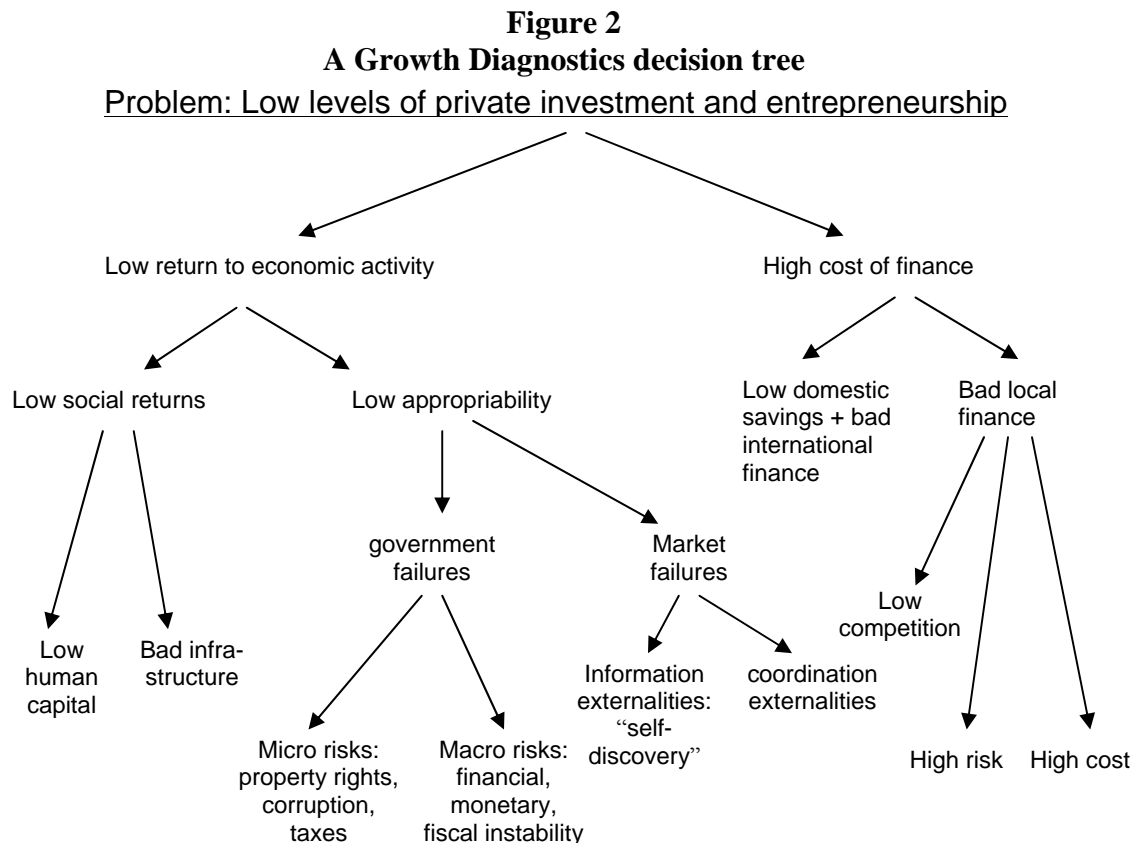 Figure 2
A Growth Diagnostics decision tree
Problem: Low levels of private investment and entrepreneurship
Low return to economic activity
High cost of finance
Low social returns
Low appropriability
Low domestic
savings + bad
international
finance
Bad local
finance
government
failures
Market
failures
Low
competition
Low
human
capital
Bad infra-
structure
Information
externalities:
“self-
discovery”
coordination
externalities
Micro risks:
property rights,
corruption,
taxes
Macro risks:
financial,
monetary,
fiscal instability
High risk
High cost